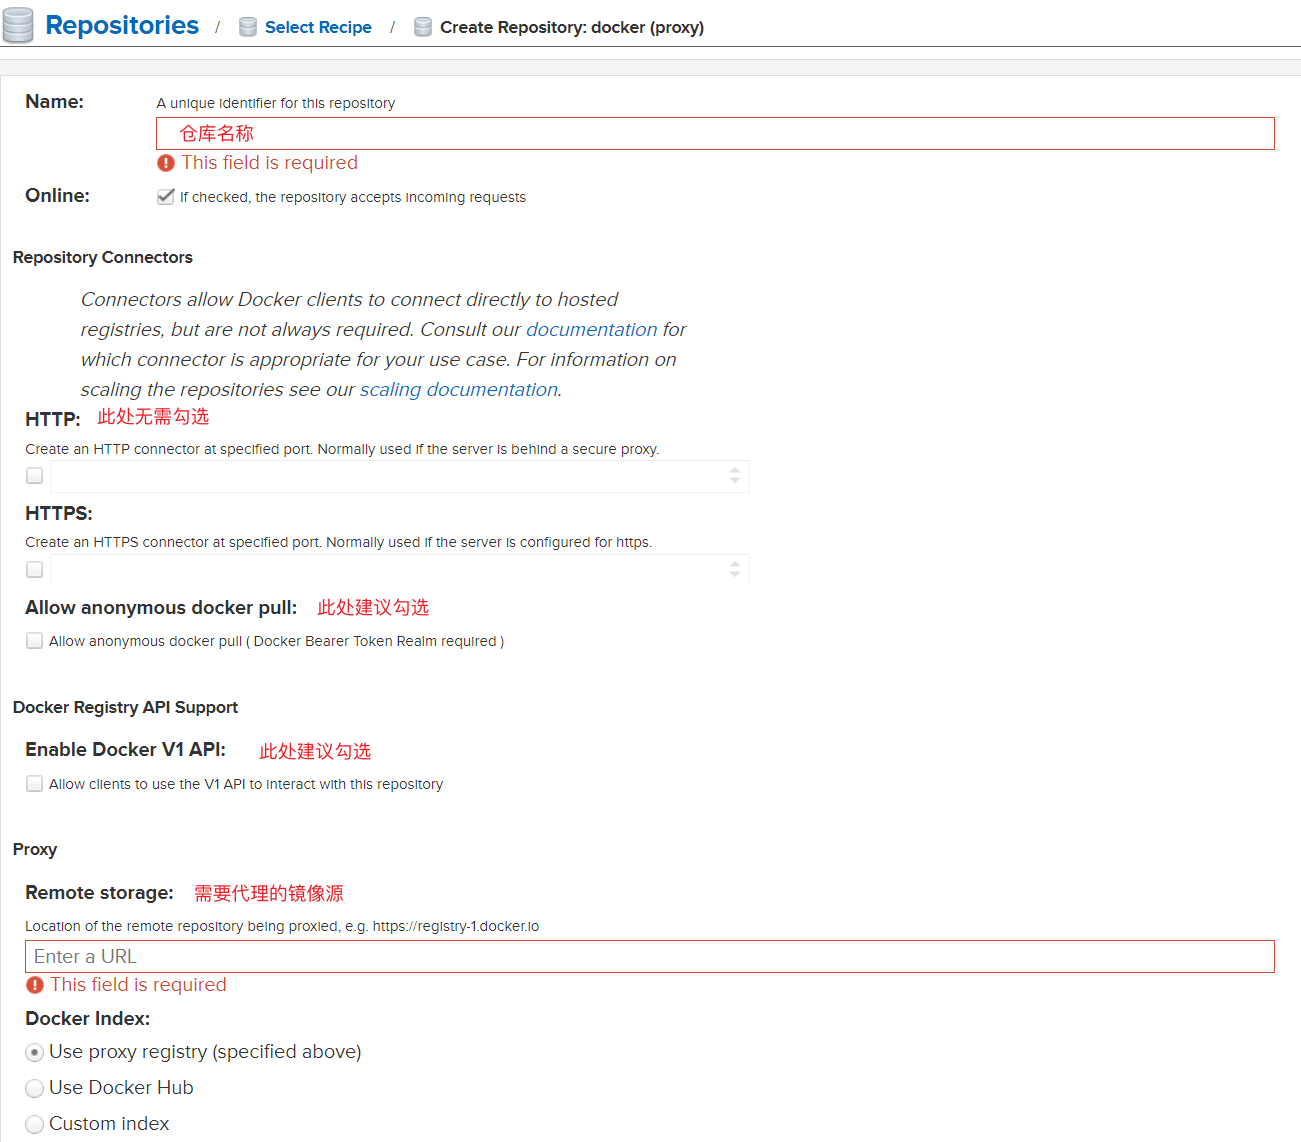 Repositories / Select Recipe / Create Repository: docker (proxy)
Name: A unique identifier for this repository
仓库名称
This field is required
Online: If checked, the repository accepts incoming requests
Repository Connectors
Connectors allow Docker clients to connect directly to hosted
registries, but are not always required. Consult our documentation for
which connector is appropriate for your use case. For information on
scaling the repositories see our scaling documentation.
HTTP: 此处无需勾选
Create an HTTP connector at specified port. Normally used if the server is behind a secure proxy.
HTTPS:
Create an HTTPS connector at specified port. Normally used if the server is configured for https.
Allow anonymous docker pull: 此处建议勾选
Allow anonymous docker pull ( Docker Bearer Token Realm required )
Docker Registry API Support
Enable Docker V1 API: 此处建议勾选
Allow clients to use the V1 API to interact with this repository
Proxy
Remote storage: 需要代理的镜像源
Location of the remote repository being proxied, e.g. https://registry-1.docker.io
Enter a URL
This field is required
Docker Index:
Use proxy registry (specified above)
Use Docker Hub
Custom index